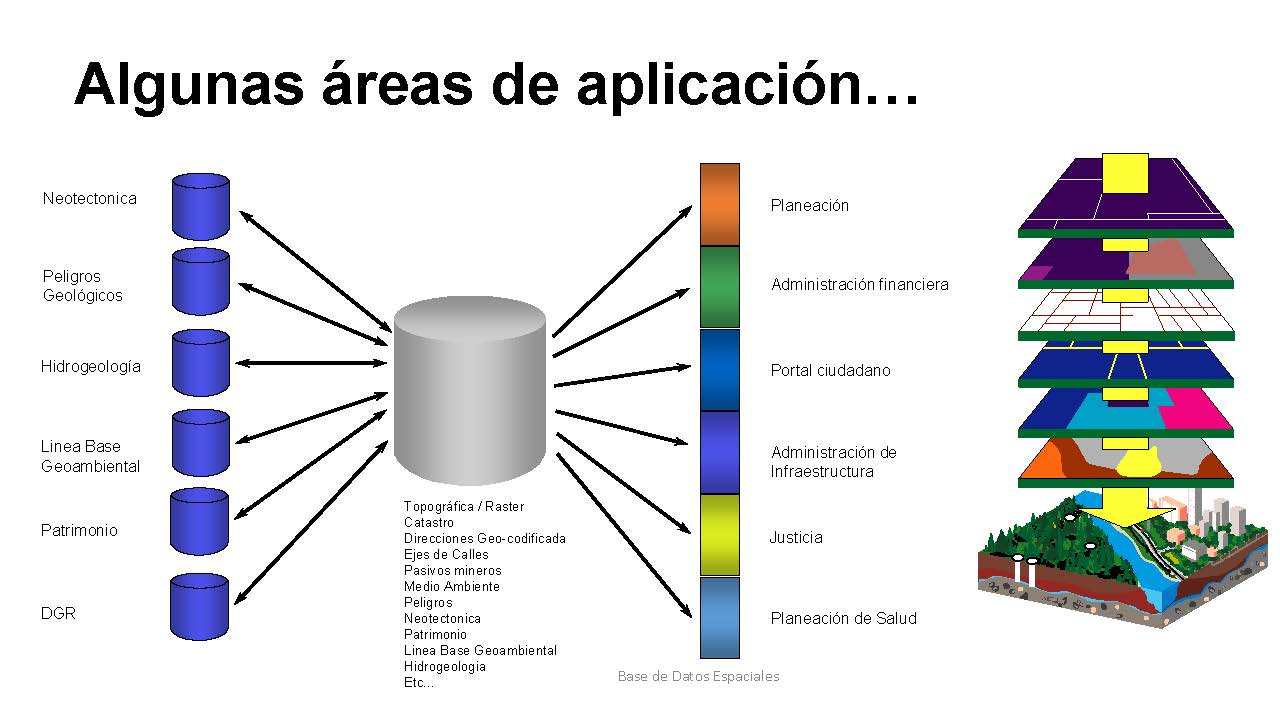 Algunas áreas de aplicación…
Neotectonica
Peligros
Geológicos
Hidrogeología
Linea Base
Geoambiental
Patrimonio
DGR
Topográfica / Raster
Catastro
Direcciones Geo-codificada
Ejes de Calles
Pasivos mineros
Medio Ambiente
Peligros
Neotectonica
Patrimonio
Linea Base Geoambiental
Hidrogeologia
Etc...
Planeación
Administración financiera
Portal ciudadano
Administración de
Infraestructura
Justicia
Planeación de Salud
Base de Datos Espaciales